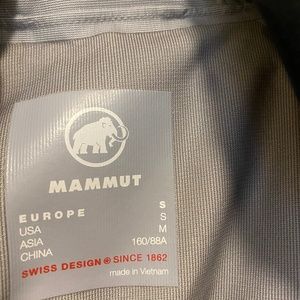 MAMMUT
EUROPE S
USA S
ASIA M
CHINA 160/88A
SWISS DESIGN SINCE 1862
made in Vietnam